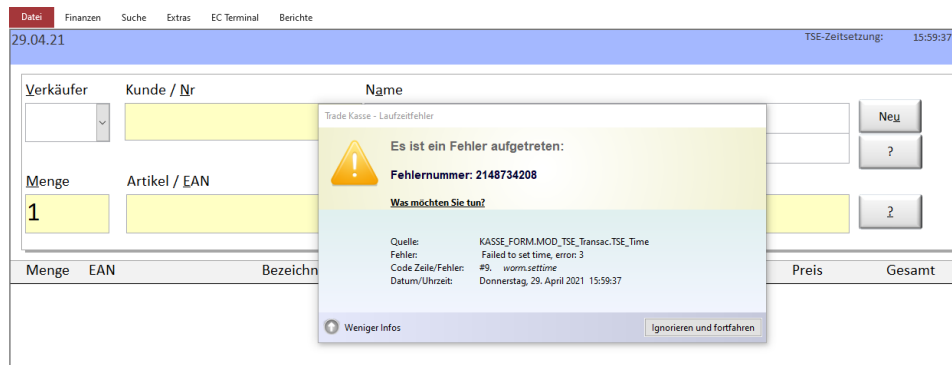 Datei Finanzen Suche Extras EC Terminal Berichte
29.04.21 TSE-Zeitsetzung: 15:59:37
Verkäufer Kunde / Nr Name
Trade Kasse - Laufzeitfehler
Neu
Es ist ein Fehler aufgetreten:
?
Fehlernummer: 2148734208
Menge Artikel / EAN
Was möchten Sie tun?
1 ?
Quelle: KASSE_FORM.MOD_TSE_Transac.TSE_Time
Fehler: Failed to set time, error: 3
Code Zeile/Fehler: #9. worm.settime
Menge EAN Bezeichn Preis Gesamt
Datum/Uhrzeit: Donnerstag, 29. April 2021 15:59:37
Weniger Infos Ignorieren und fortfahren